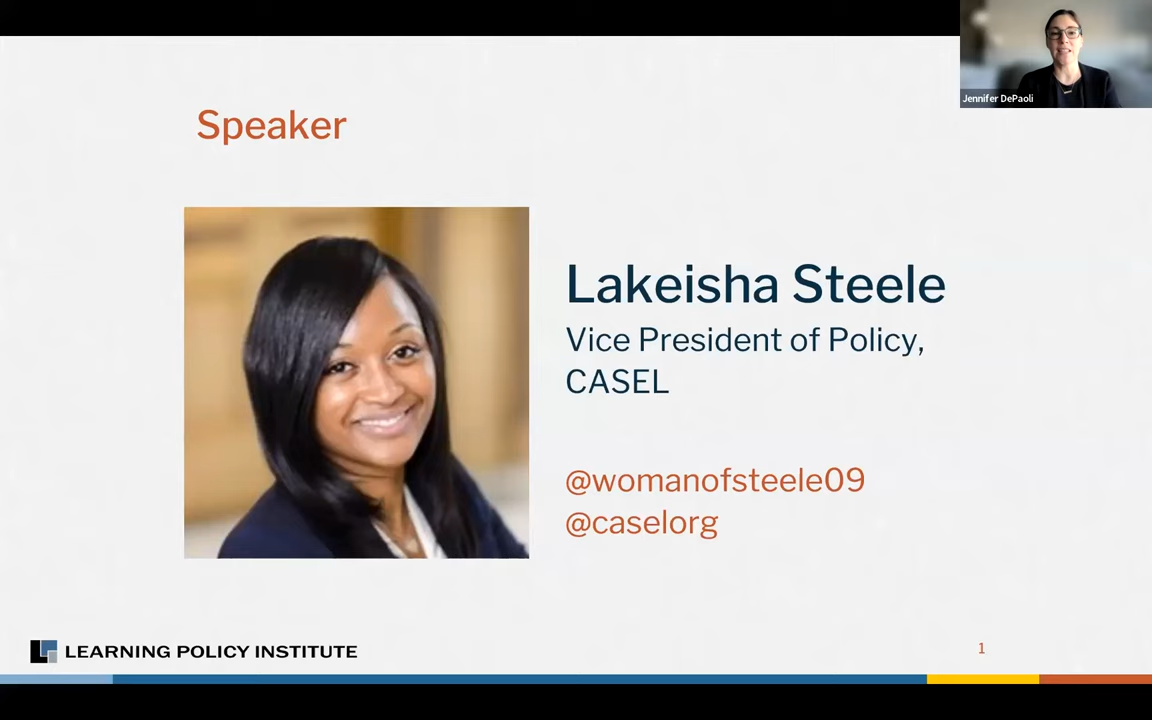 Jennifer DePaoli
Speaker
Lakeisha Steele
Vice President of Policy,
CASEL
@womanofsteele09
@caselorg
LEARNING POLICY INSTITUTE
1